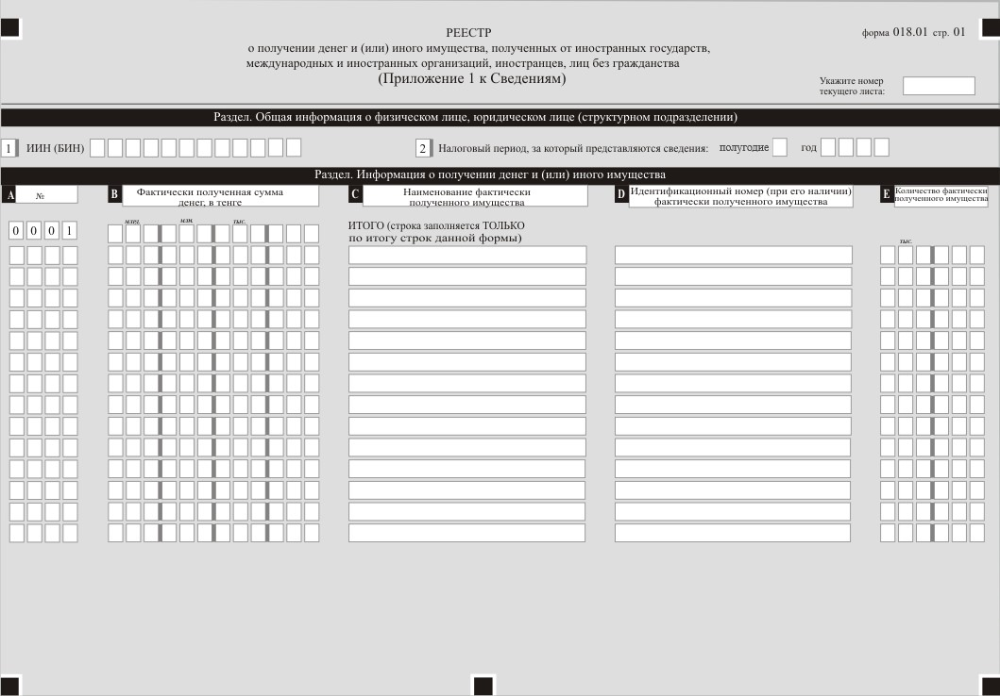 РЕЕСТР
форма 018.01 стр. 01
о получении денег и (или) иного имущества, полученных от иностранных государств,
международных и иностранных организаций, иностранцев, лиц без гражданства
(Приложение 1 к Сведениям)
Укажите номер
текущего листа:
Раздел. Общая информация о физическом лице, юридическом лице (структурном подразделении)
1 ИИН (БИН)
2 Налоговый период, за который представляются сведения: полугодие год
Раздел. Информация о получении денег и (или) иного имущества
A №
B Фактически полученная сумма
денег, в тенге
C Наименование фактически
полученного имущества
D Идентификационный номер (при его наличии)
фактически полученного имущества
E Количество фактически
полученного имущества
0 0 0 1
млрд. млн. тыс.
ИТОГО (строка заполняется ТОЛЬКО
по итогу строк данной формы)
тыс.